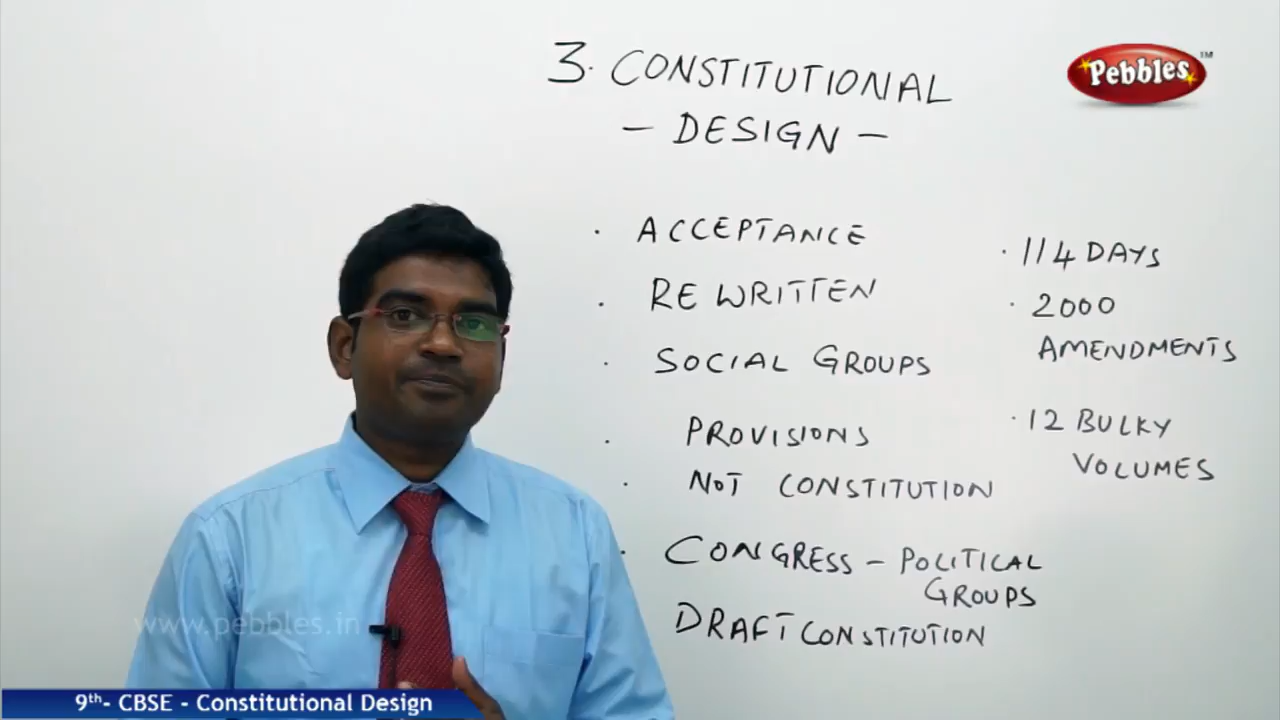 3. CONSTITUTIONAL
- DESIGN -
Pebbles™
· ACCEPTANCE
· RE WRITTEN
· SOCIAL GROUPS
· PROVISIONS
· NOT CONSTITUTION
· CONGRESS - POLITICAL
GROUPS
DRAFT CONSTITUTION
· 114 DAYS
· 2000
AMENDMENTS
· 12 BULKY
VOLUMES
www.pebbles.in
9th- CBSE - Constitutional Design